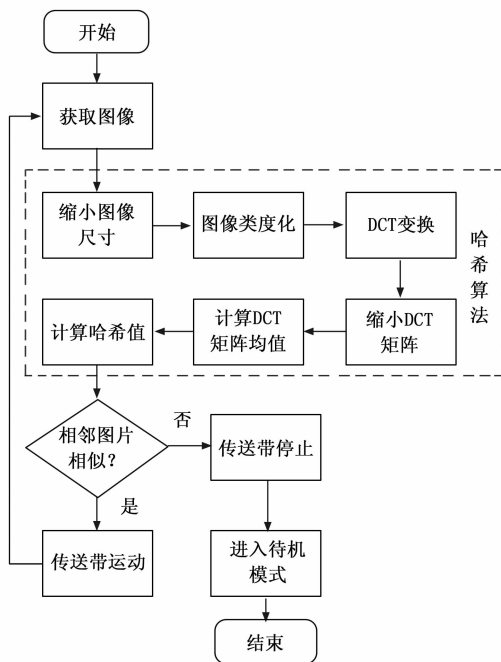 开始
获取图像
缩小图像
尺寸
图像类度化
DCT变换
哈希算法
计算哈希值
计算DCT
矩阵均值
缩小DCT
矩阵
相邻图片
相似？
否
传送带停止
是
传送带运动
进入待机
模式
结束